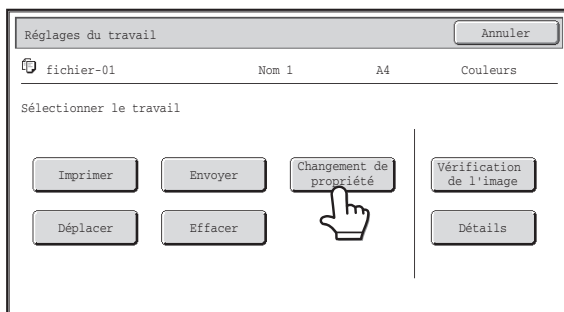 Réglages du travail
Annuler
fichier-01 Nom 1 A4 Couleurs
Sélectionner le travail
Imprimer
Envoyer
Changement de
propriété
Vérification
de l'image
Déplacer
Effacer
Détails